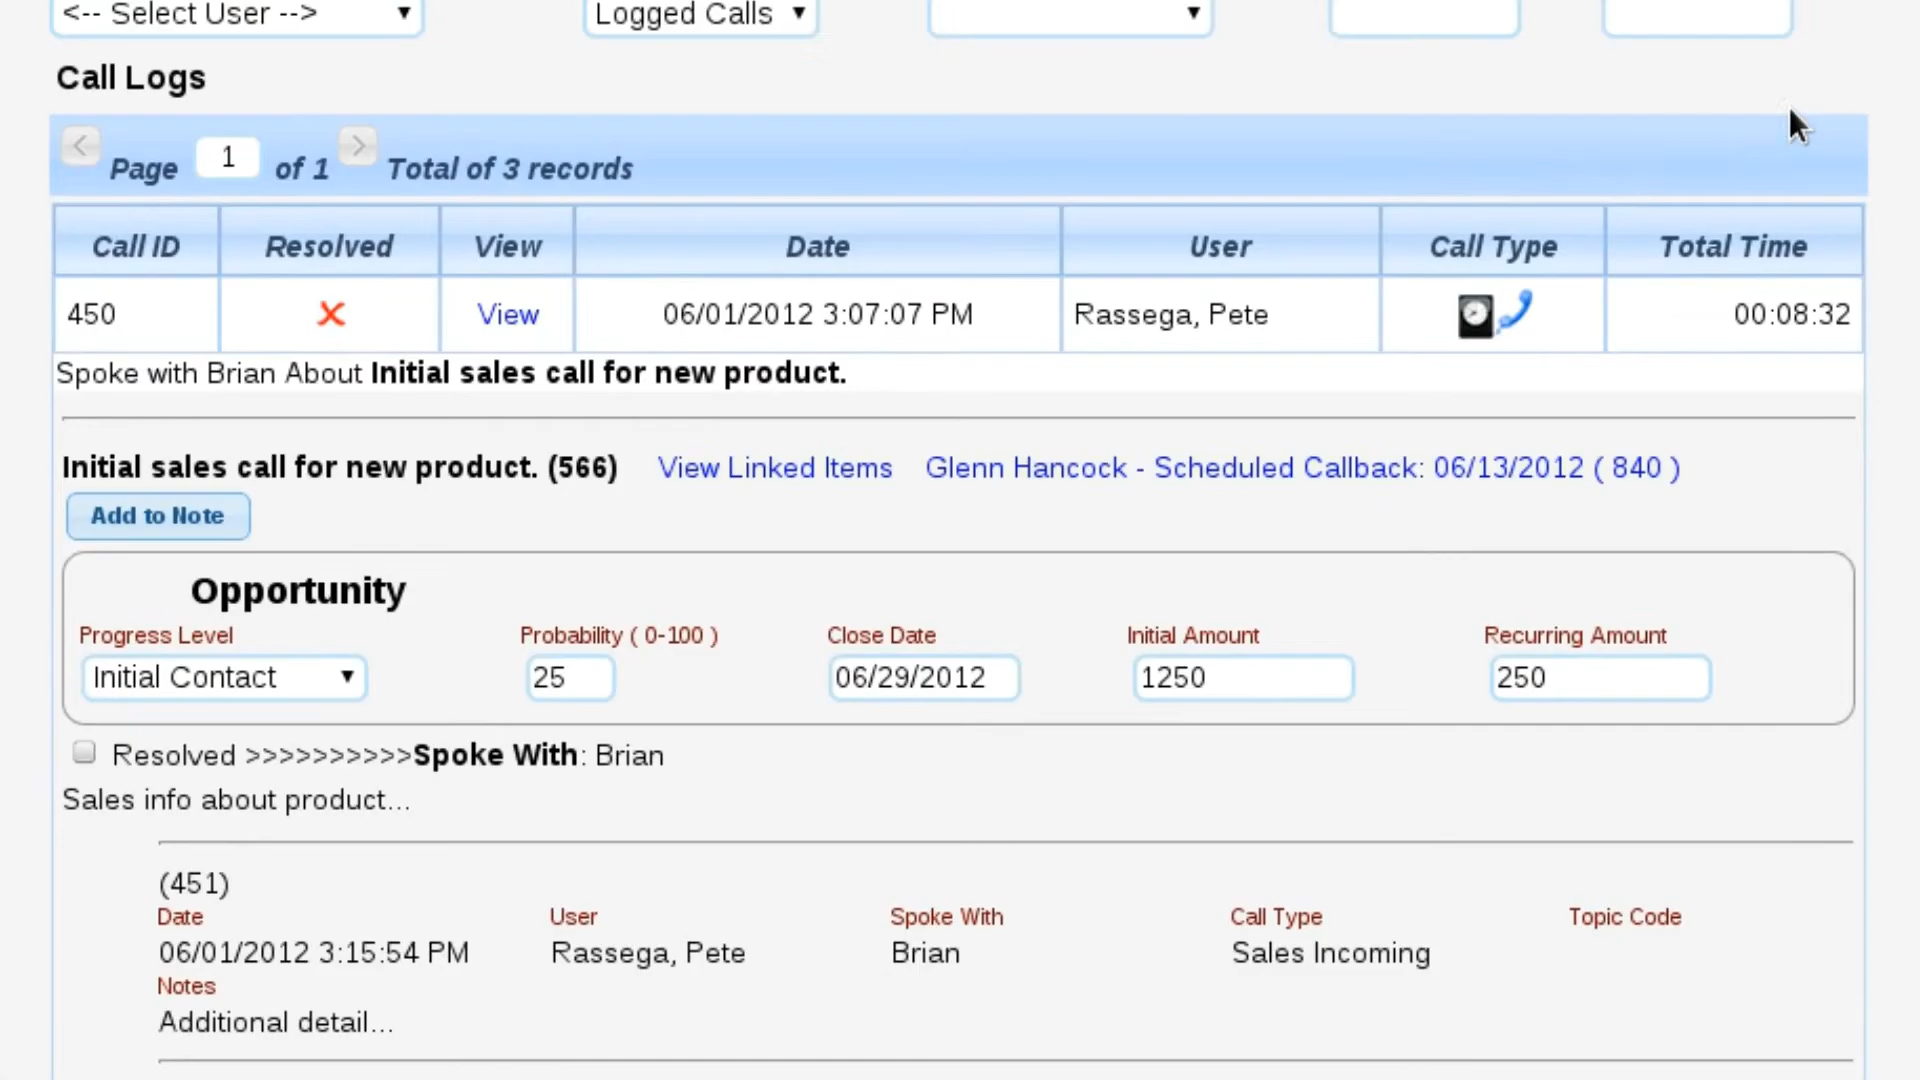 <-- Select User --> Logged Calls
Call Logs
Page 1 of 1 Total of 3 records
Call ID Resolved View Date User Call Type Total Time
450 View 06/01/2012 3:07:07 PM Rassega, Pete 00:08:32
Spoke with Brian About Initial sales call for new product.
Initial sales call for new product. (566) View Linked Items Glenn Hancock - Scheduled Callback: 06/13/2012 ( 840 )
Add to Note
Opportunity
Progress Level Probability ( 0-100 ) Close Date Initial Amount Recurring Amount
Initial Contact 25 06/29/2012 1250 250
Resolved >>>>>>>>>>Spoke With: Brian
Sales info about product...
(451)
Date User Spoke With Call Type Topic Code
06/01/2012 3:15:54 PM Rassega, Pete Brian Sales Incoming
Notes
Additional detail...